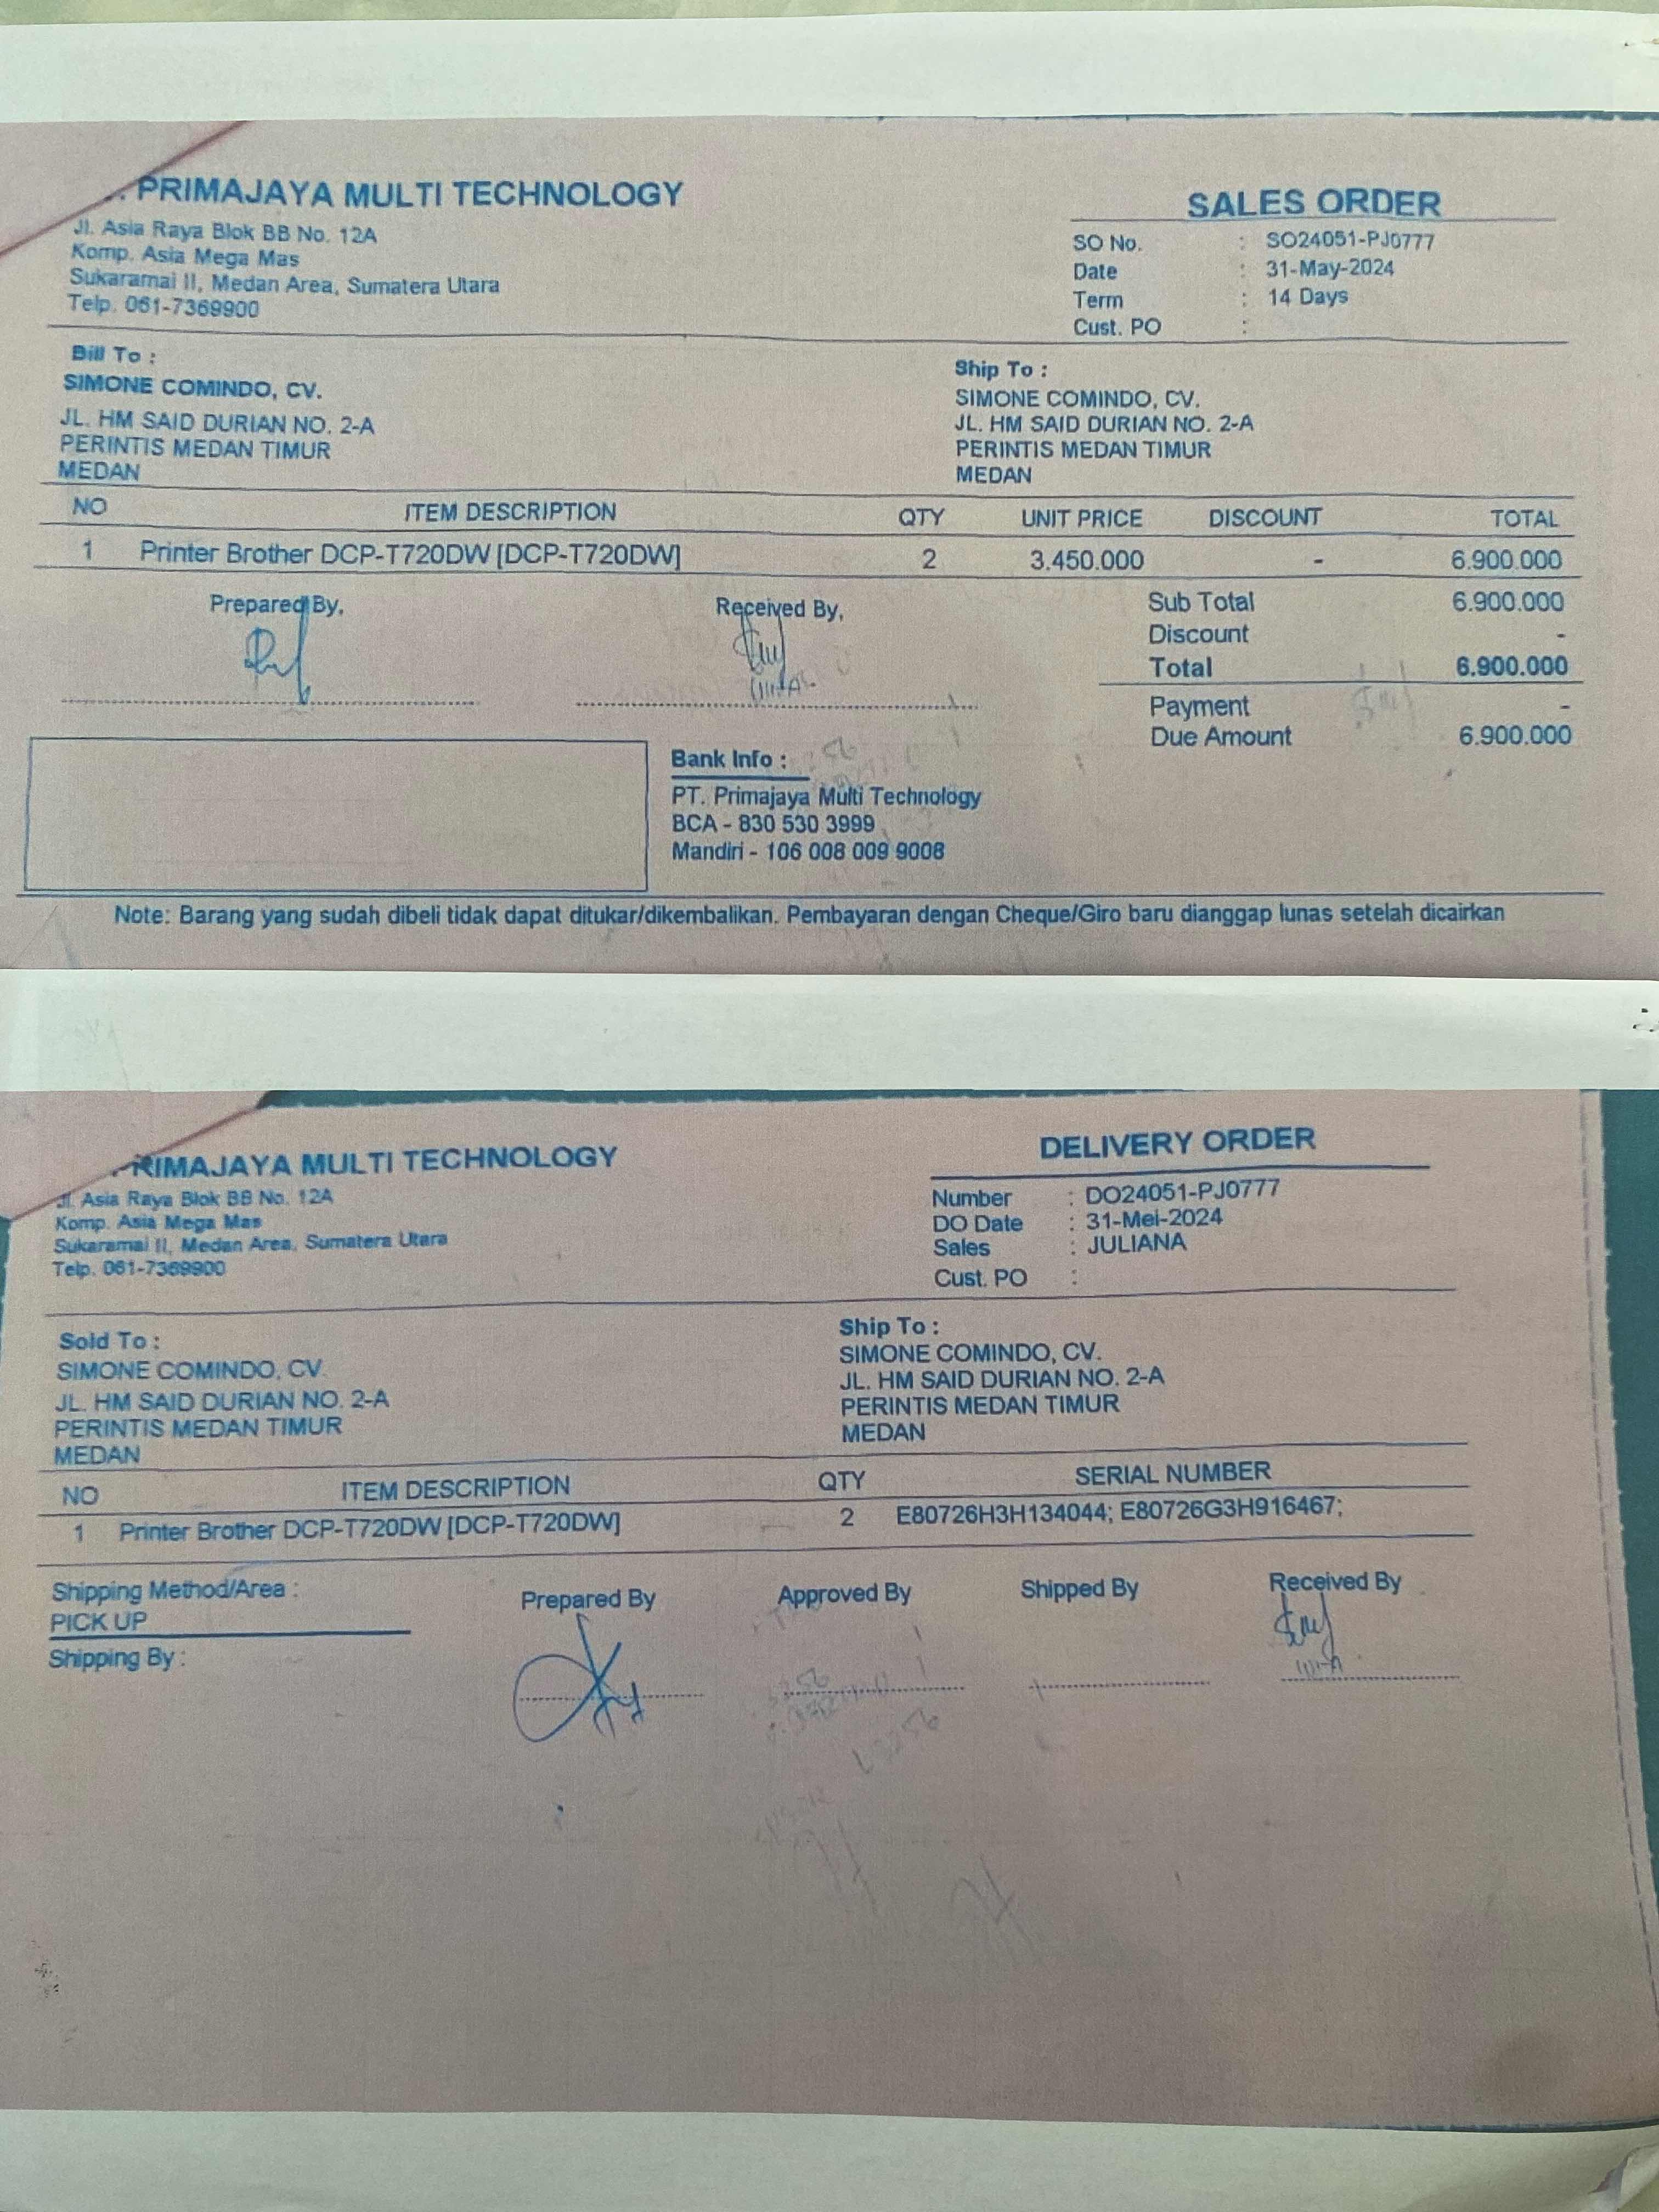 PRIMAJAYA MULTI TECHNOLOGY
Jl. Asia Raya Blok BB No. 12A
Komp. Asia Mega Mas
Sukaramai II, Medan Area, Sumatera Utara
Telp. 061-7369900
SALES ORDER
SO No. : SO24051-PJ0777
Date : 31-May-2024
Term : 14 Days
Cust. PO :
Bill To :
SIMONE COMINDO, CV.
JL. HM SAID DURIAN NO. 2-A
PERINTIS MEDAN TIMUR
MEDAN
Ship To :
SIMONE COMINDO, CV.
JL. HM SAID DURIAN NO. 2-A
PERINTIS MEDAN TIMUR
MEDAN
NO ITEM DESCRIPTION QTY UNIT PRICE DISCOUNT TOTAL
1 Printer Brother DCP-T720DW [DCP-T720DW] 2 3.450.000 - 6.900.000
Prepared By,
Received By,
Sub Total 6.900.000
Discount -
Total 6.900.000
Payment -
Due Amount 6.900.000
Bank Info :
PT. Primajaya Multi Technology
BCA - 830 530 3999
Mandiri - 106 008 009 9008
Note: Barang yang sudah dibeli tidak dapat ditukar/dikembalikan. Pembayaran dengan Cheque/Giro baru dianggap lunas setelah dicairkan
RIMAJAYA MULTI TECHNOLOGY
Jl. Asia Raya Blok BB No. 12A
Komp. Asia Mega Mas
Sukaramai II, Medan Area, Sumatera Utara
Telp. 061-7369900
DELIVERY ORDER
Number : DO24051-PJ0777
DO Date : 31-Mei-2024
Sales : JULIANA
Cust. PO :
Sold To :
SIMONE COMINDO, CV.
JL. HM SAID DURIAN NO. 2-A
PERINTIS MEDAN TIMUR
MEDAN
Ship To :
SIMONE COMINDO, CV.
JL. HM SAID DURIAN NO. 2-A
PERINTIS MEDAN TIMUR
MEDAN
NO ITEM DESCRIPTION QTY SERIAL NUMBER
1 Printer Brother DCP-T720DW [DCP-T720DW] 2 E80726H3H134044; E80726G3H916467;
Shipping Method/Area :
PICK UP
Shipping By :
Prepared By
Approved By
Shipped By
Received By